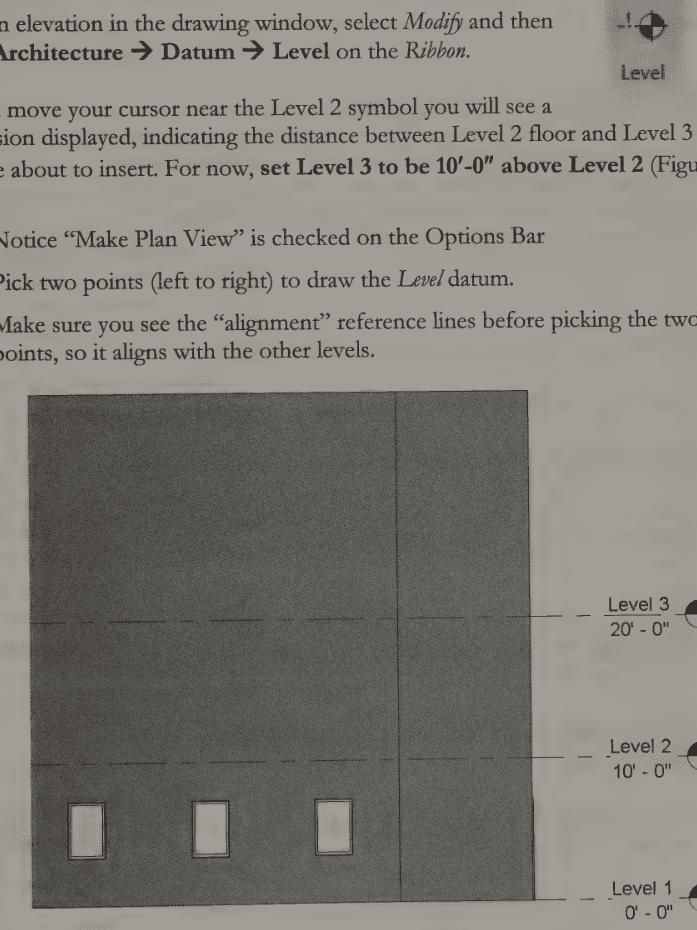 n elevation in the drawing window, select Modify and then
Architecture → Datum → Level on the Ribbon.
Level
move your cursor near the Level 2 symbol you will see a
sion displayed, indicating the distance between Level 2 floor and Level 3
e about to insert. For now, set Level 3 to be 10′-0″ above Level 2 (Figu
Notice “Make Plan View” is checked on the Options Bar
Pick two points (left to right) to draw the Level datum.
Make sure you see the “alignment” reference lines before picking the two
points, so it aligns with the other levels.
Level 3
20' - 0"
Level 2
10' - 0"
Level 1
0' - 0"